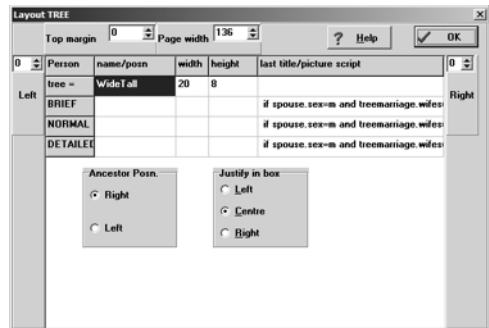 Layout TREE
Top margin 0 Page width 136 ? Help OK
0 Person name/posn width height last title/picture script 0
Left tree = WideTall 20 8 Right
BRIEF if spouse.sex=m and treemarriage.wifes
NORMAL if spouse.sex=m and treemarriage.wifes
DETAILED if spouse.sex=m and treemarriage.wifes
Ancestor Posn. Justify in box
Right Left
Centre
Left Right